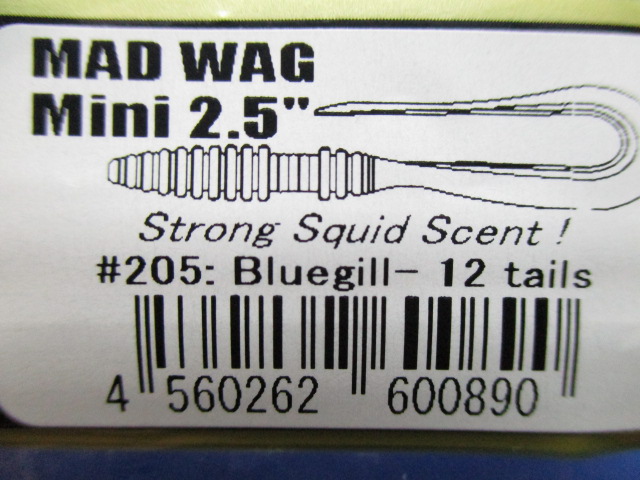 MAD WAG
Mini 2.5"
Strong Squid Scent !
#205: Bluegill- 12 tails
4 560262 600890